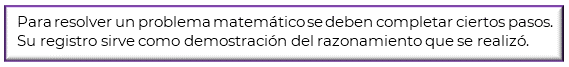 Para resolver un problema matemático se deben completar ciertos pasos.
Su registro sirve como demostración del razonamiento que se realizó.